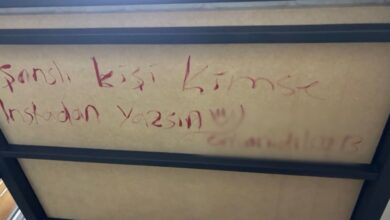 şanslı kişi kimse
Instadan yazsın !!! )